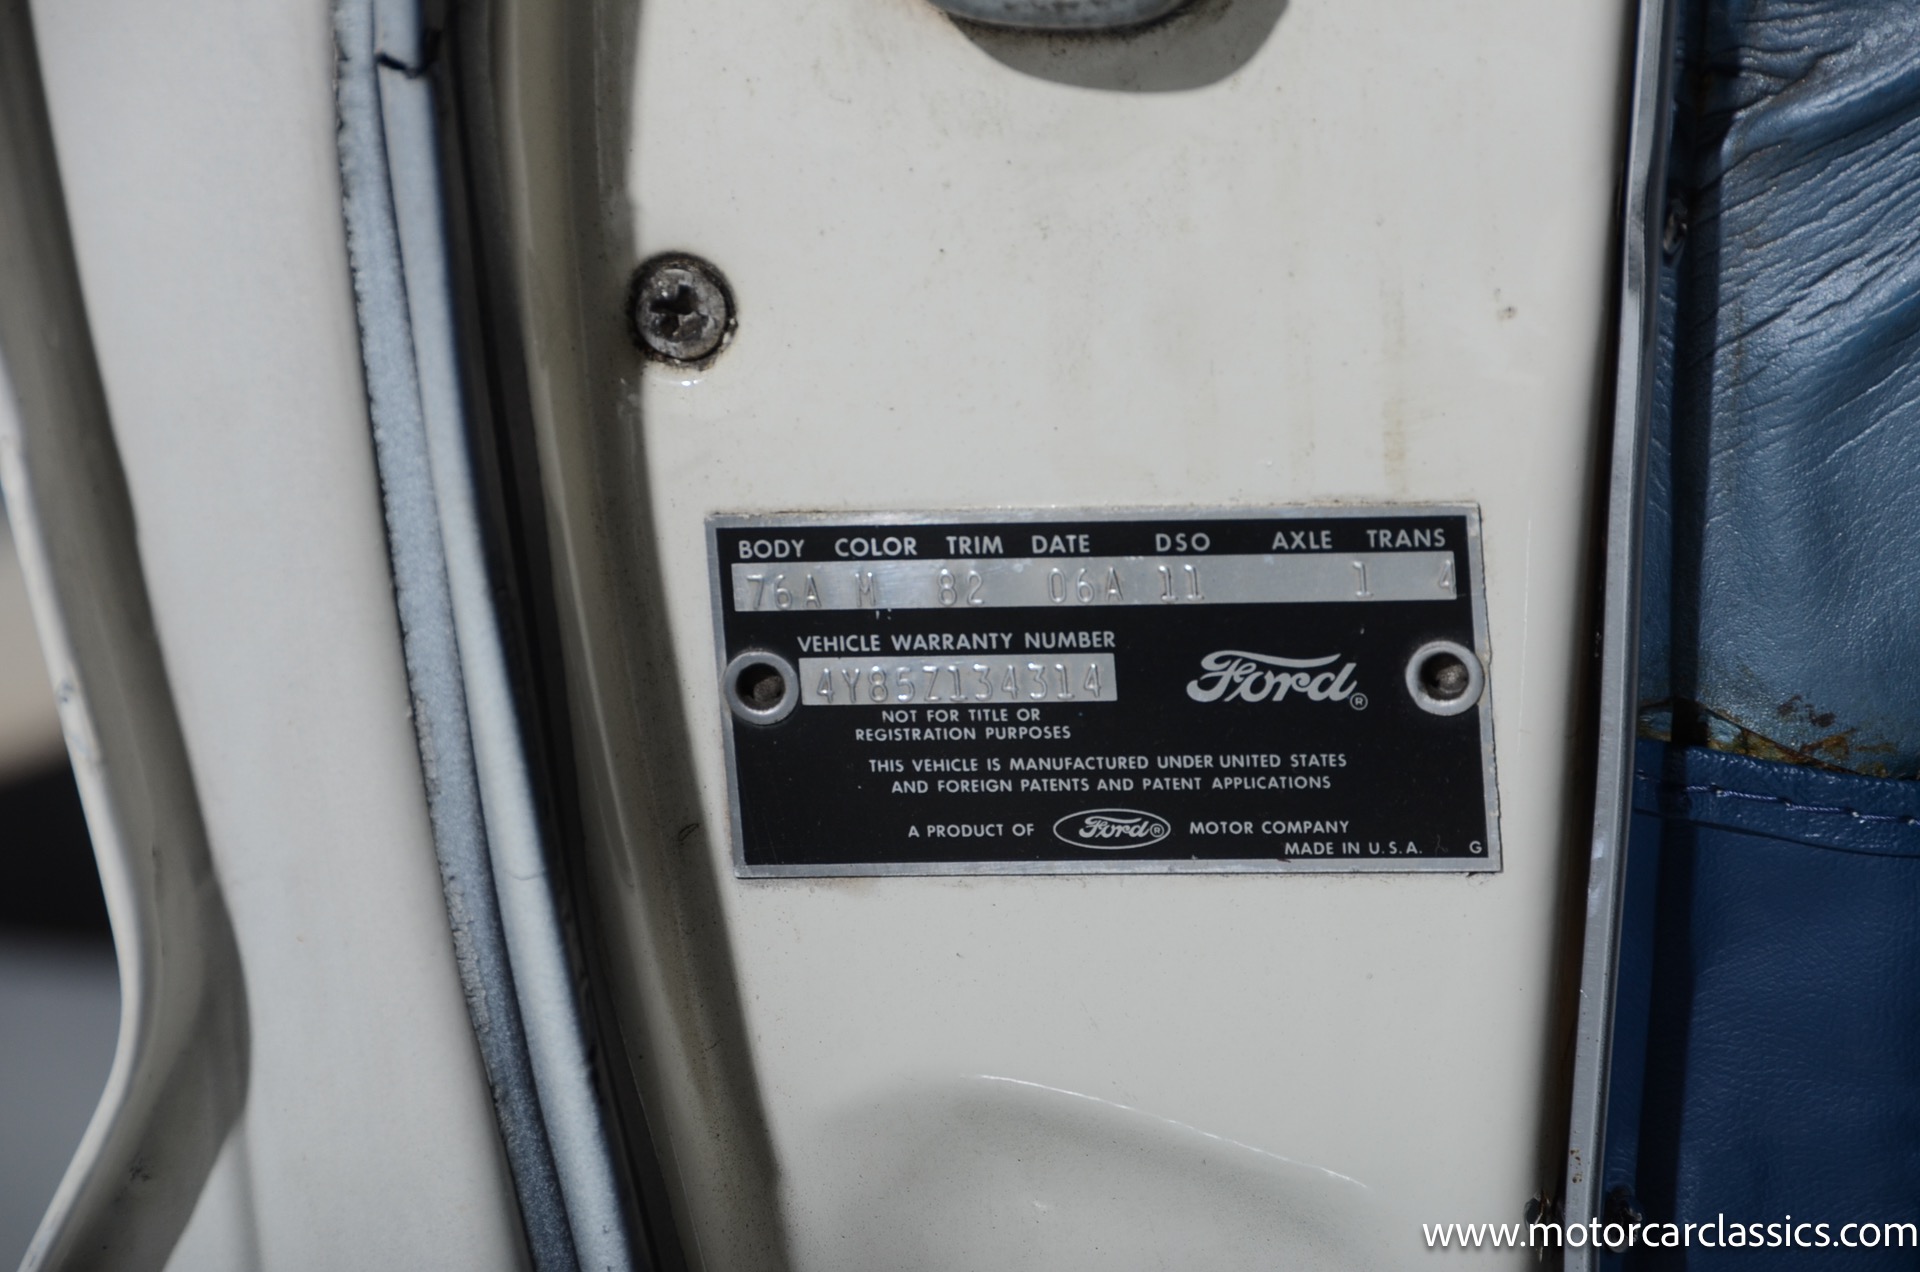 BODY COLOR TRIM DATE DSO AXLE TRANS
76A M 82 06A 11 1 4
VEHICLE WARRANTY NUMBER
4Y85Z134314
Ford®
NOT FOR TITLE OR
REGISTRATION PURPOSES
THIS VEHICLE IS MANUFACTURED UNDER UNITED STATES
AND FOREIGN PATENTS AND PATENT APPLICATIONS
A PRODUCT OF Ford® MOTOR COMPANY
MADE IN U.S.A. G
www.motorcarclassics.com